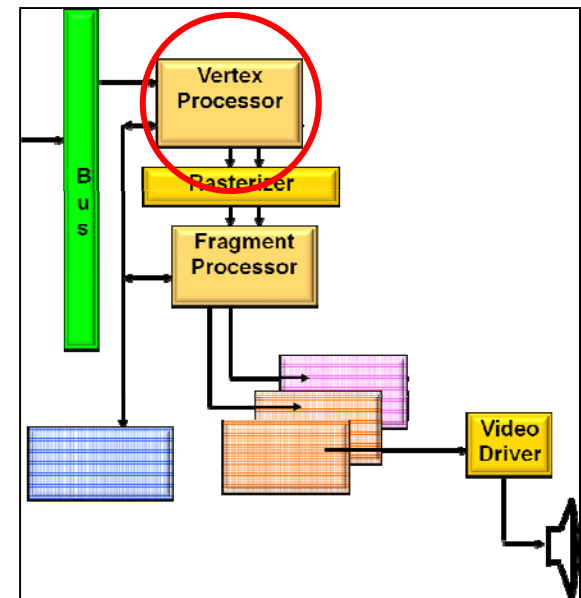 Vertex
Processor
B
u
s
Rasterizer
Fragment
Processor
Video
Driver